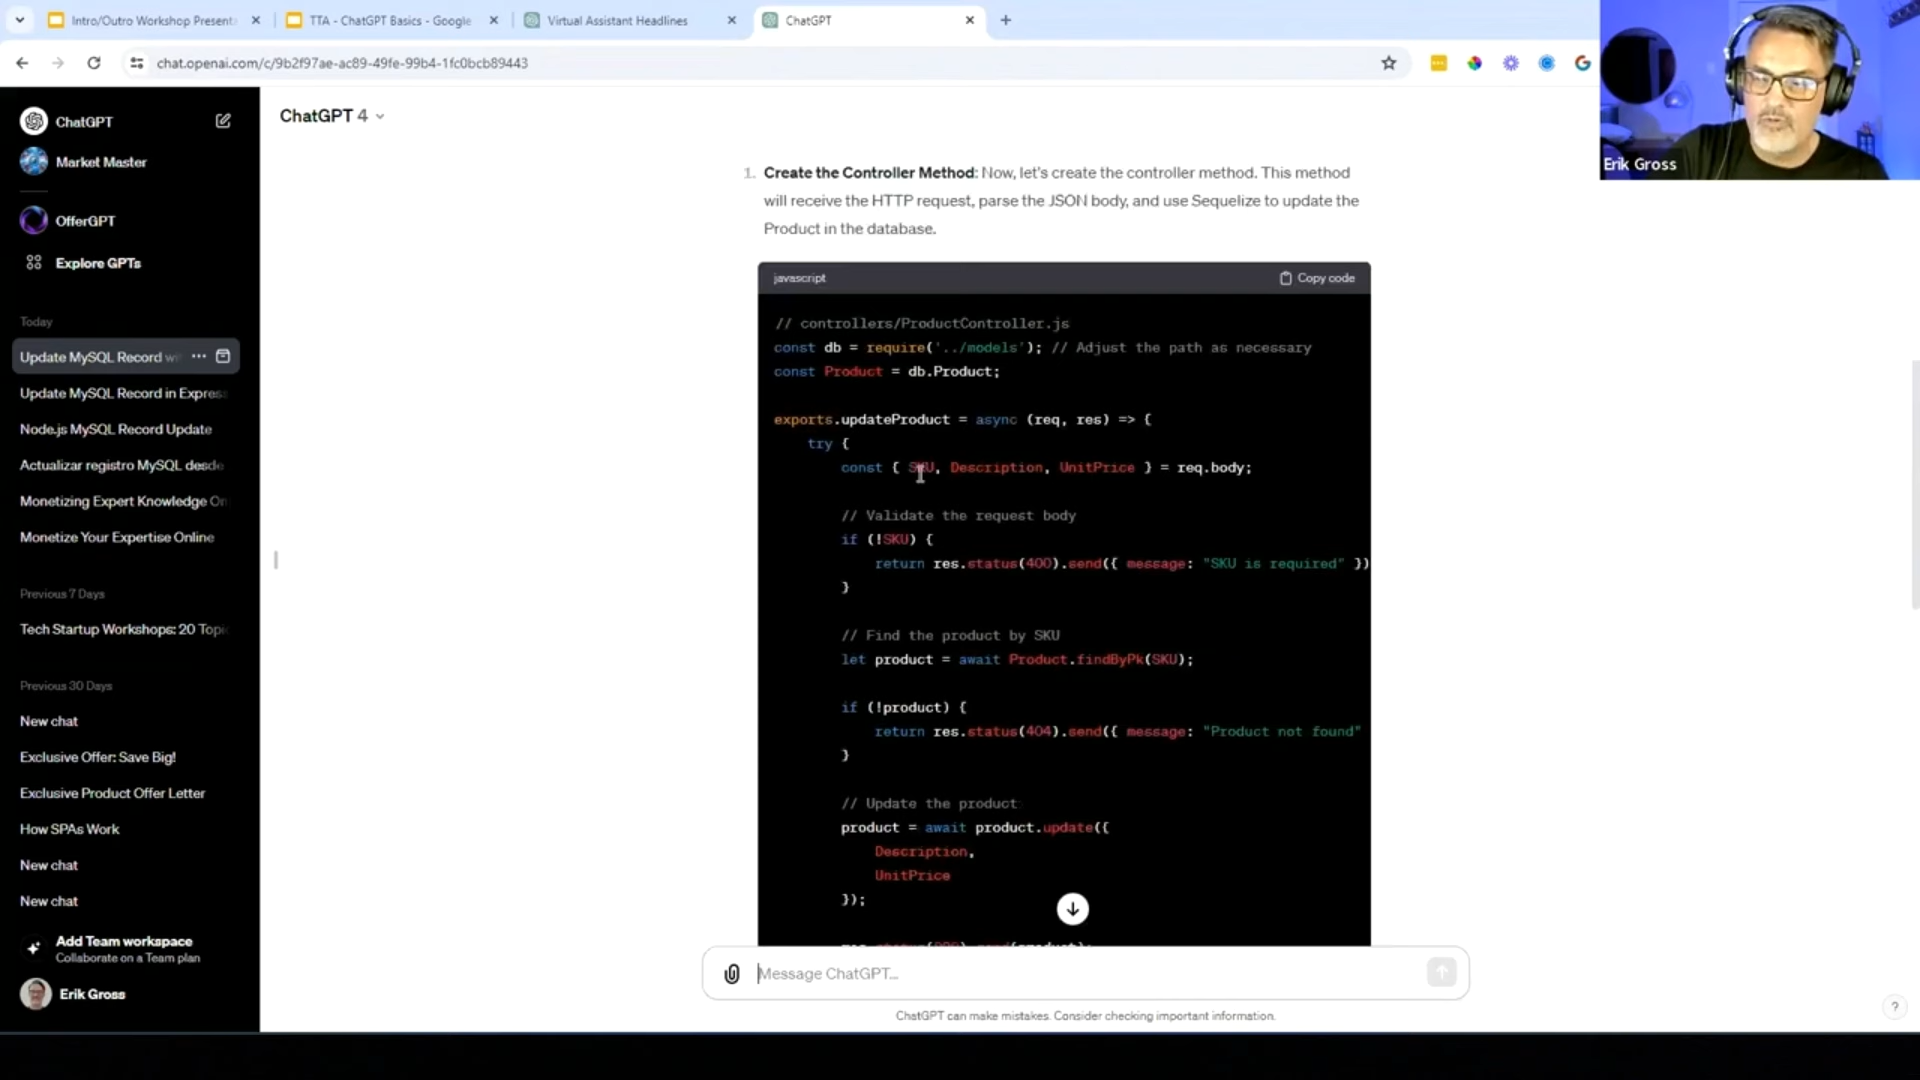 Intro/Outro Workshop Present
TTA - ChatGPT Basics - Google
Virtual Assistant Headlines
ChatGPT
chat.openai.com/c/9b2f97ae-ac89-49fe-99b4-1fc0bcb89443
Erik Gross
ChatGPT
Market Master
OfferGPT
Explore GPTs
Today
Update MySQL Record wi
Update MySQL Record in Expres
Node.js MySQL Record Update
Actualizar registro MySQL desde
Monetizing Expert Knowledge On
Monetize Your Expertise Online
Previous 7 Days
Tech Startup Workshops: 20 Topi
Previous 30 Days
New chat
Exclusive Offer: Save Big!
Exclusive Product Offer Letter
How SPAs Work
New chat
New chat
Add Team workspace
Collaborate on a Team plan
Erik Gross
ChatGPT 4
1. Create the Controller Method: Now, let's create the controller method. This method
will receive the HTTP request, parse the JSON body, and use Sequelize to update the
Product in the database.
javascript
Copy code
// controllers/ProductController.js
const db = require('../models'); // Adjust the path as necessary
const Product = db.Product;
exports.updateProduct = async (req, res) => {
try {
const { SKU, Description, UnitPrice } = req.body;
// Validate the request body
if (!SKU) {
return res.status(400).send({ message: "SKU is required" })
}
// Find the product by SKU
let product = await Product.findByPk(SKU);
if (!product) {
return res.status(404).send({ message: "Product not found"
}
// Update the product
product = await product.update({
Description,
UnitPrice
});
Message ChatGPT...
ChatGPT can make mistakes. Consider checking important information.
?